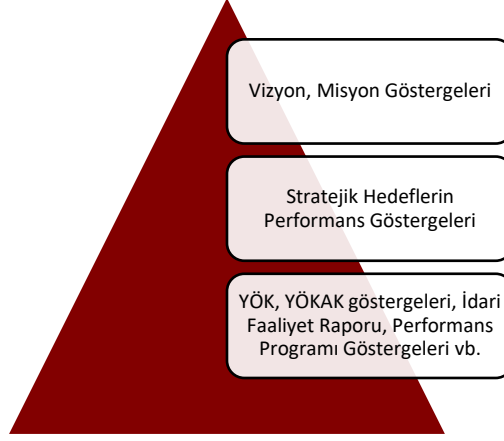 Vizyon, Misyon Göstergeleri
Stratejik Hedeflerin
Performans Göstergeleri
YÖK, YÖKAK göstergeleri, İdari
Faaliyet Raporu, Performans
Programı Göstergeleri vb.